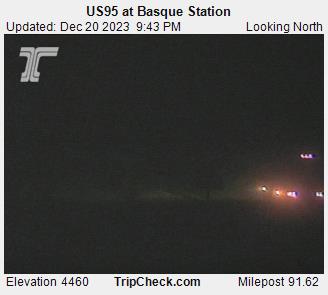 US95 at Basque Station
Updated: Dec 20 2023 9:43 PM Looking North
Elevation 4460 TripCheck.com Milepost 91.62